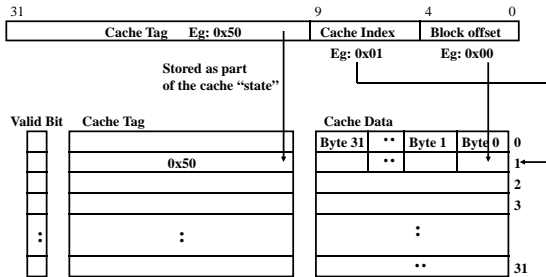 31 9 4 0
Cache Tag Eg: 0x50 Cache Index Block offset
Eg: 0x01 Eg: 0x00
Stored as part
of the cache “state”
Valid Bit Cache Tag Cache Data
Byte 31 ·· Byte 1 Byte 0 0
0x50 ·· 1
2
3
: : :
·· 31